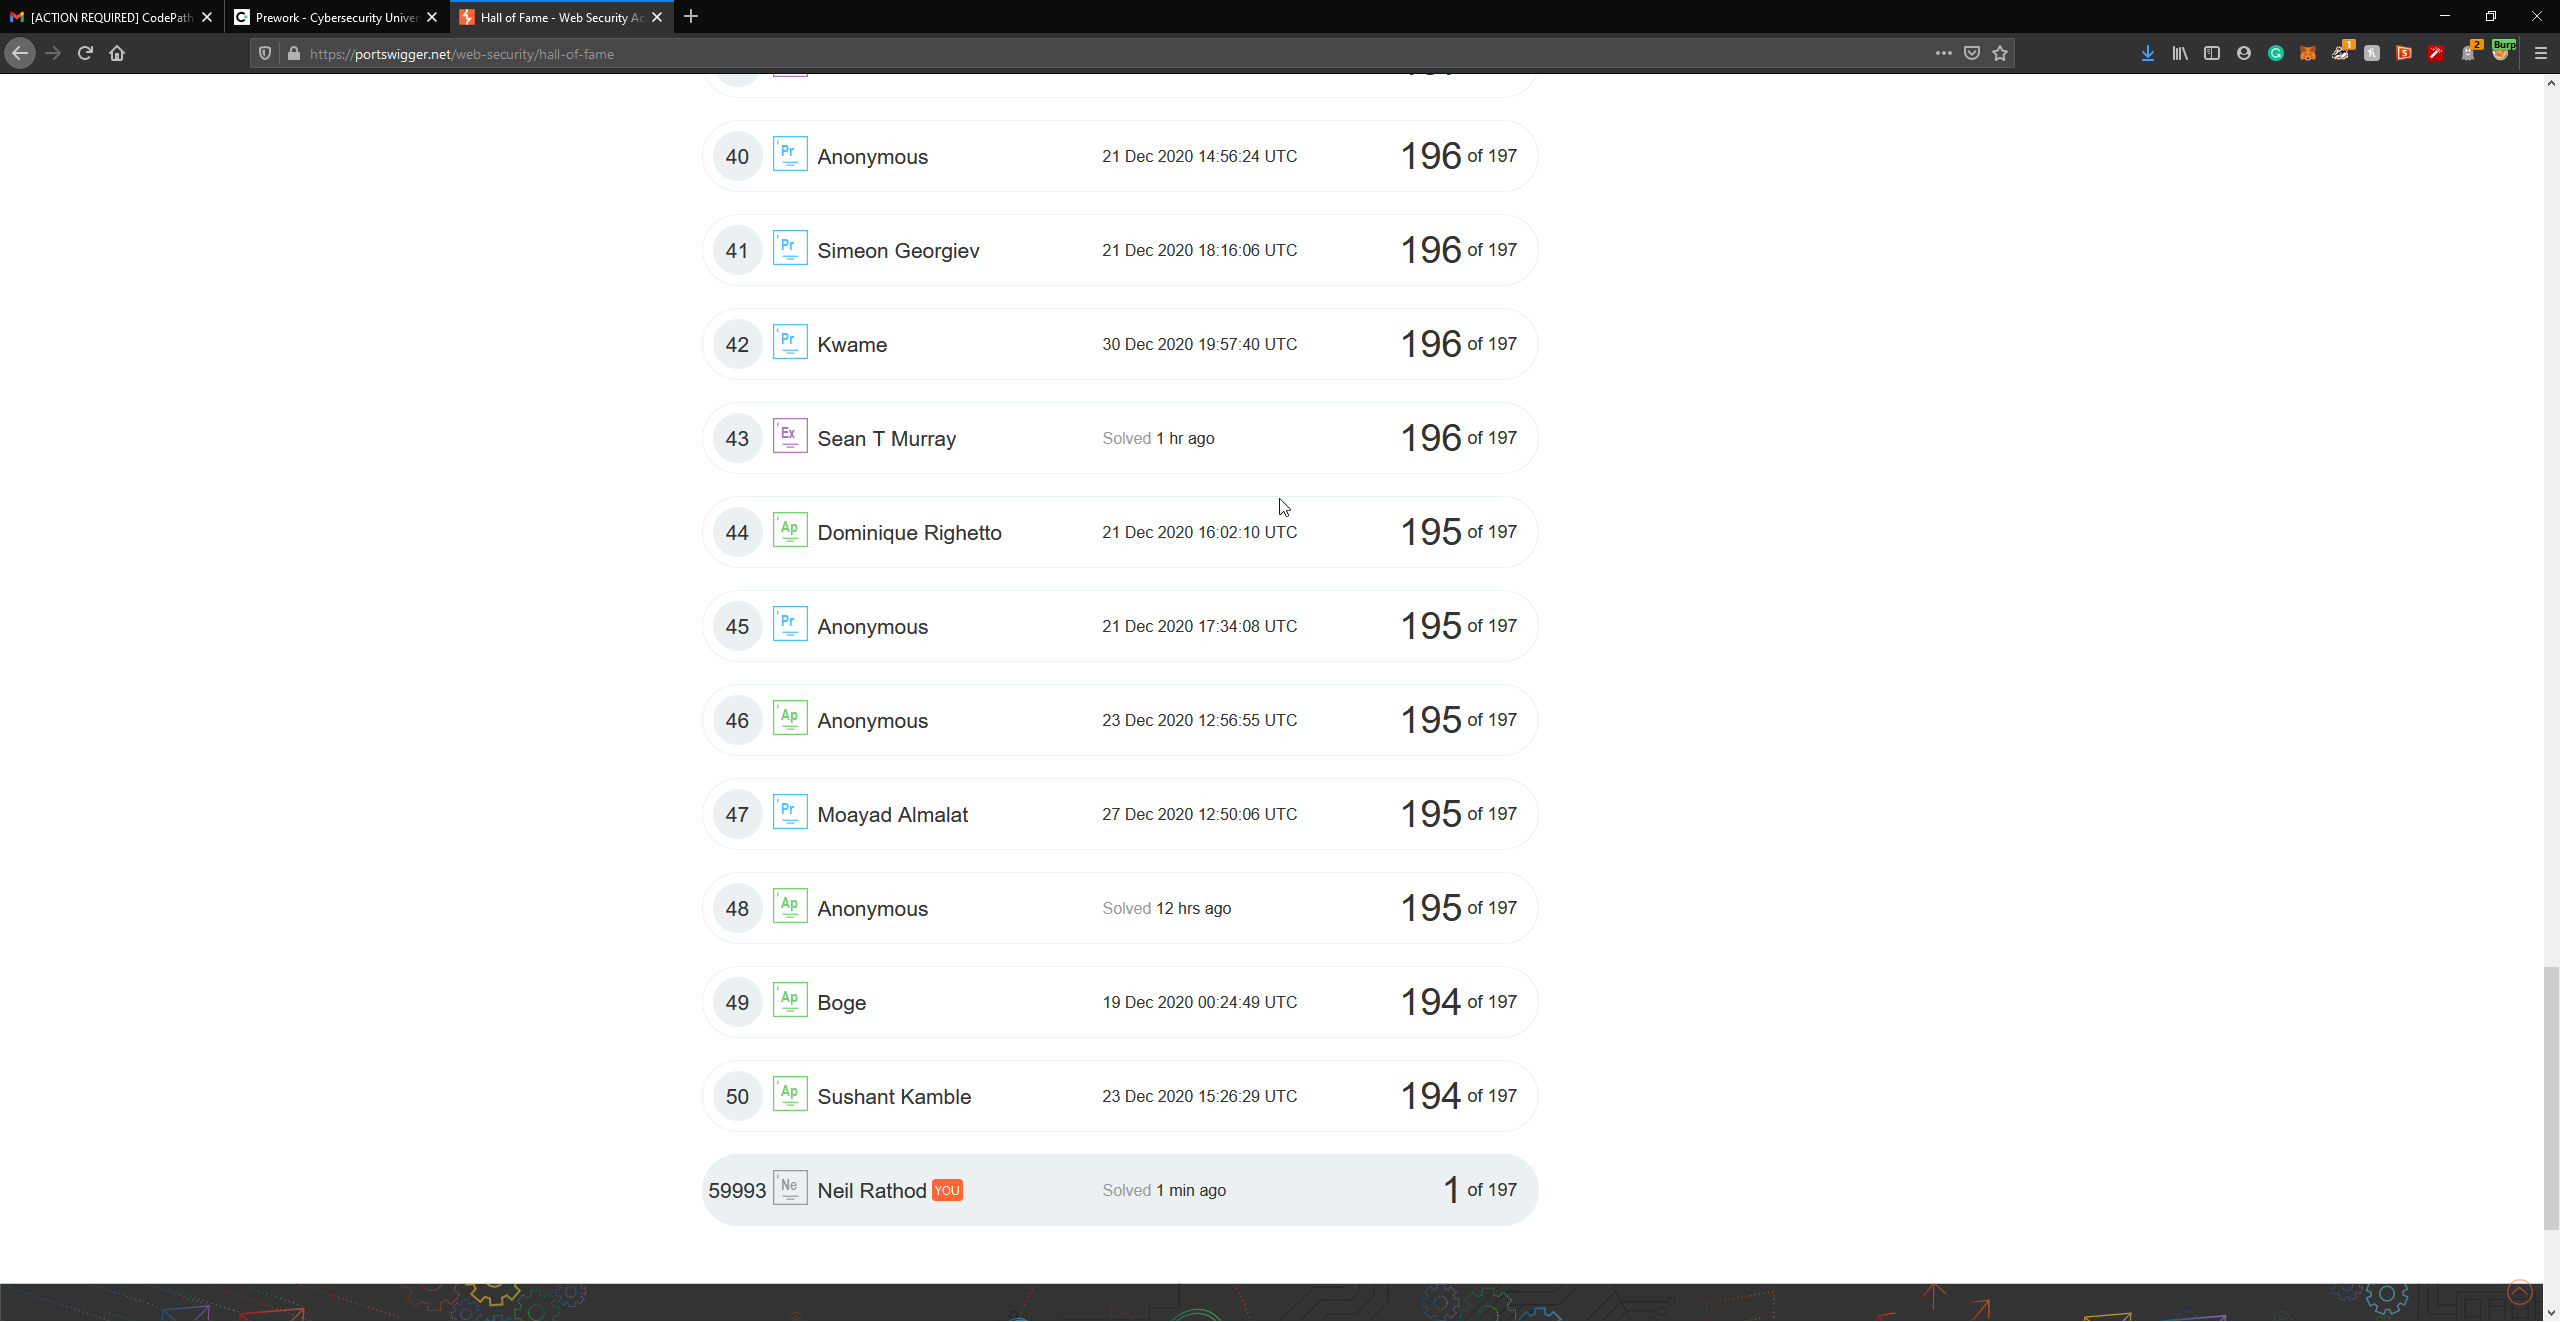 [ACTION REQUIRED] CodePath
Prework - Cybersecurity Univer
Hall of Fame - Web Security Ac
https://portswigger.net/web-security/hall-of-fame
1
2
Burp
40 Pr Anonymous 21 Dec 2020 14:56:24 UTC 196 of 197
41 Pr Simeon Georgiev 21 Dec 2020 18:16:06 UTC 196 of 197
42 Pr Kwame 30 Dec 2020 19:57:40 UTC 196 of 197
43 Ex Sean T Murray Solved 1 hr ago 196 of 197
44 Ap Dominique Righetto 21 Dec 2020 16:02:10 UTC 195 of 197
45 Pr Anonymous 21 Dec 2020 17:34:08 UTC 195 of 197
46 Ap Anonymous 23 Dec 2020 12:56:55 UTC 195 of 197
47 Pr Moayad Almalat 27 Dec 2020 12:50:06 UTC 195 of 197
48 Ap Anonymous Solved 12 hrs ago 195 of 197
49 Ap Boge 19 Dec 2020 00:24:49 UTC 194 of 197
50 Ap Sushant Kamble 23 Dec 2020 15:26:29 UTC 194 of 197
59993 Ne Neil Rathod YOU Solved 1 min ago 1 of 197